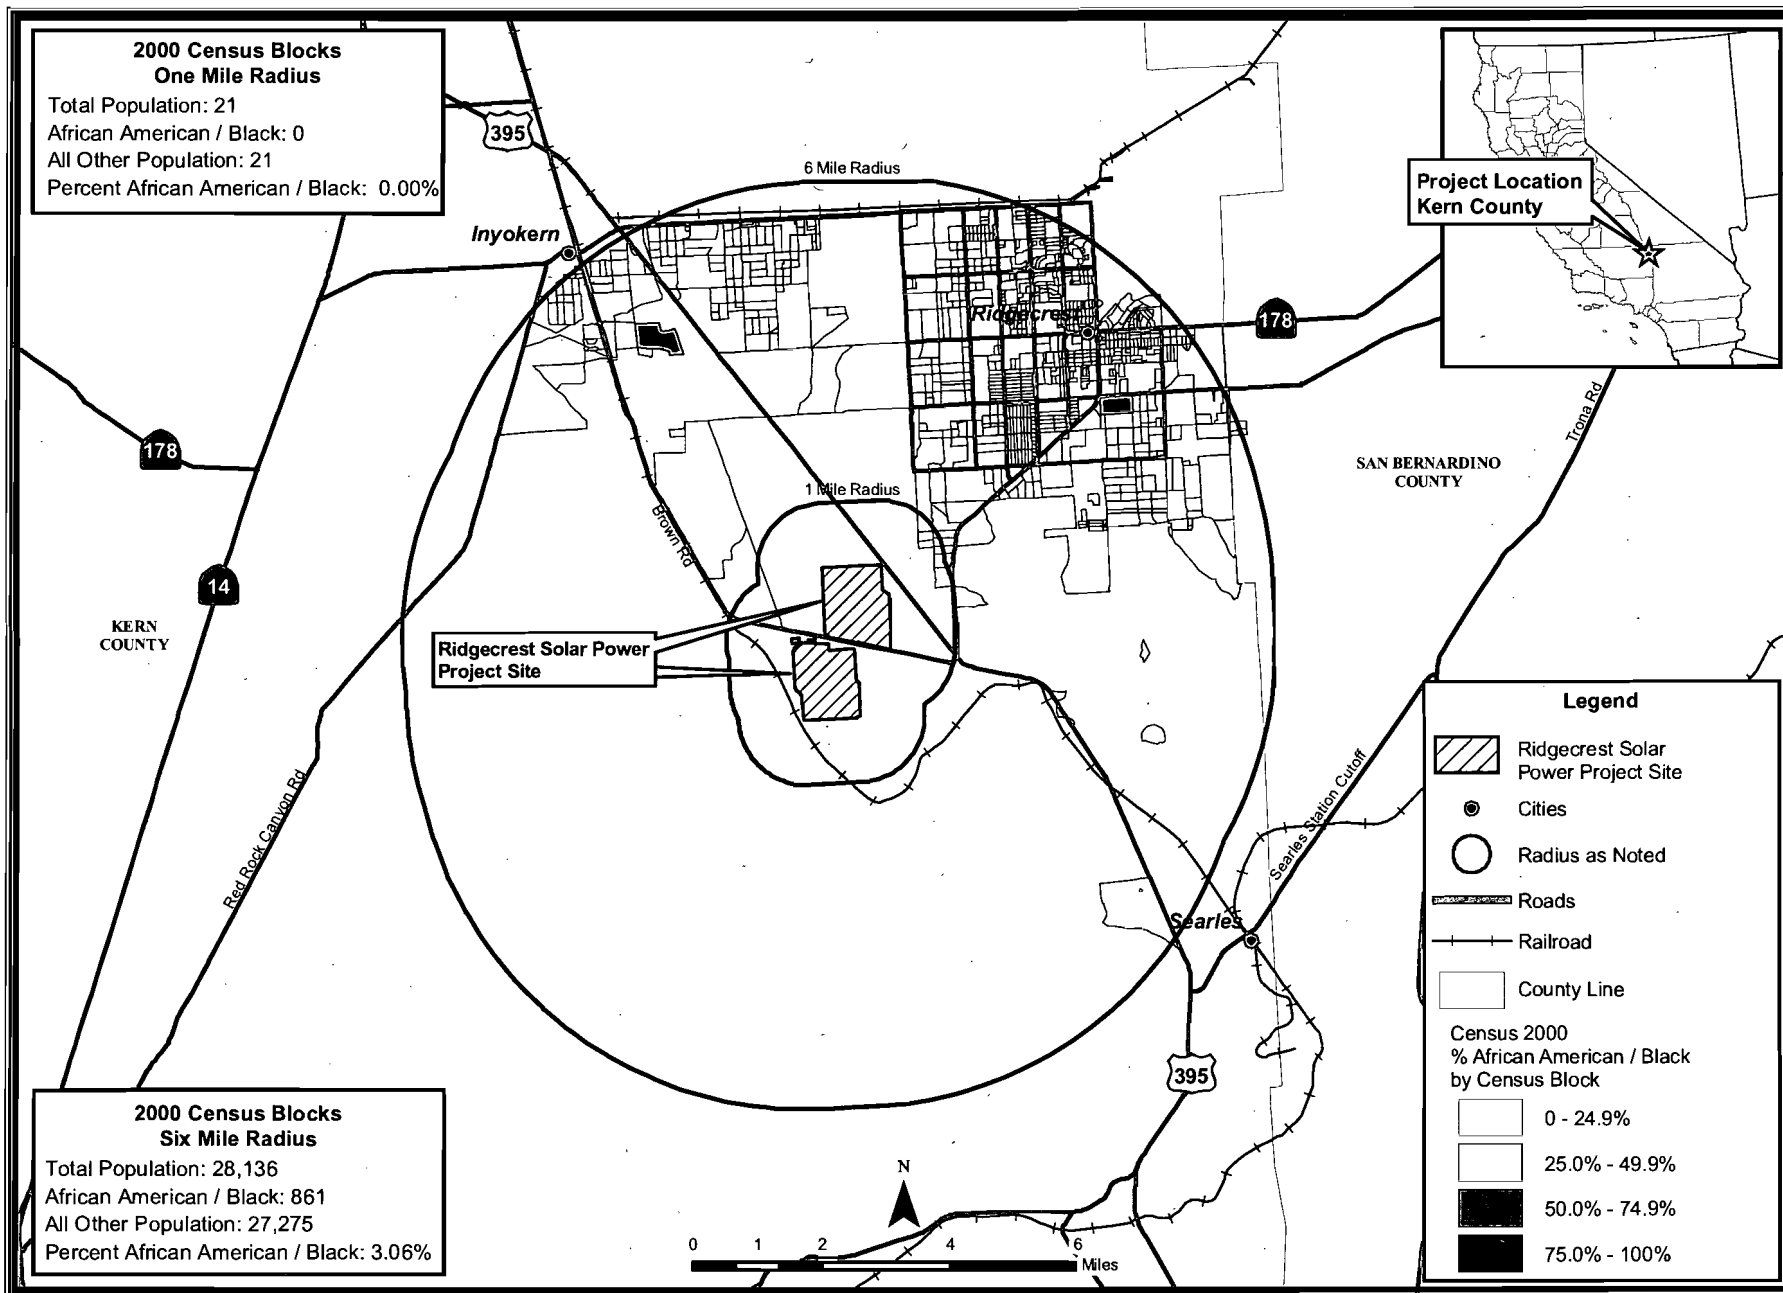 2000 Census Blocks
One Mile Radius
Total Population: 21
African American / Black: 0
All Other Population: 21
Percent African American / Black: 0.00%
395
6 Mile Radius
Project Location
Kern County
Inyokern
Ridgecrest
178
Trona Rd
178
SAN BERNARDINO
COUNTY
1 Mile Radius
Brown Rd
14
KERN
COUNTY
Ridgecrest Solar Power
Project Site
Red Rock Canyon Rd
Searles Station Cutoff
Searles
395
Legend
Ridgecrest Solar
Power Project Site
Cities
Radius as Noted
Roads
Railroad
County Line
Census 2000
% African American / Black
by Census Block
0 - 24.9%
25.0% - 49.9%
50.0% - 74.9%
75.0% - 100%
2000 Census Blocks
Six Mile Radius
Total Population: 28,136
African American / Black: 861
All Other Population: 27,275
Percent African American / Black: 3.06%
N
0 1 2 4 6
Miles